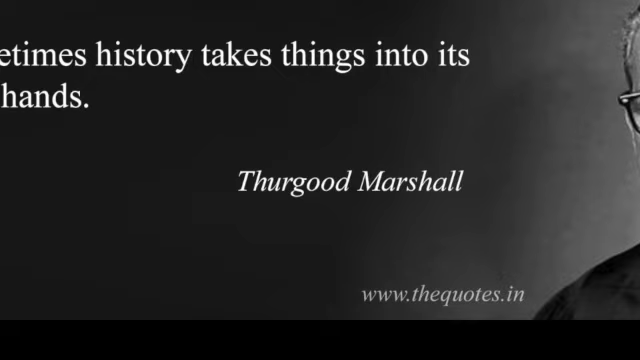 etimes history takes things into its
hands.
Thurgood Marshall
www.thequotes.in